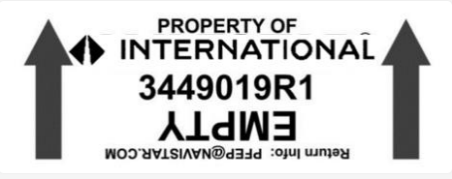 PROPERTY OF
INTERNATIONAL
3449019R1
EMPTY
Return Info: PFEP@NAVISTAR.COM